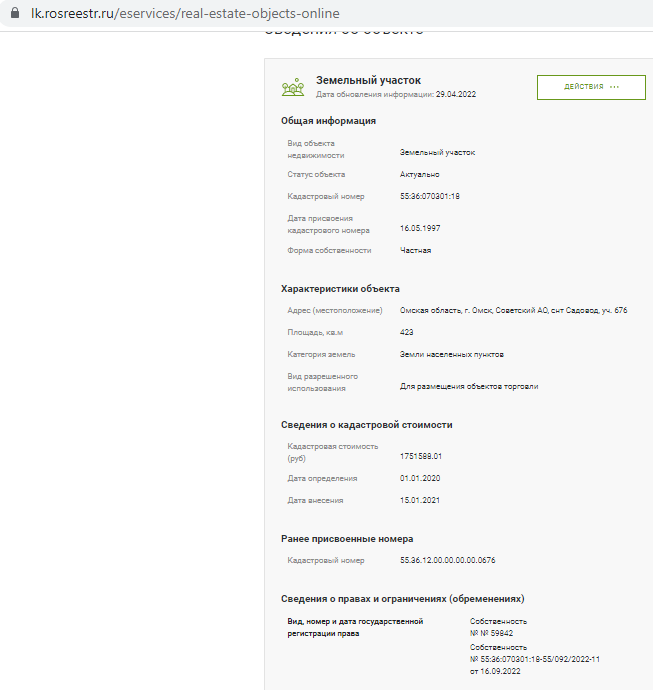 lk.rosreestr.ru/eservices/real-estate-objects-online
Сведения об объекте
Земельный участок
Дата обновления информации: 29.04.2022
ДЕЙСТВИЯ ...
Общая информация
Вид объекта
недвижимости
Земельный участок
Статус объекта
Актуально
Кадастровый номер
55:36:070301:18
Дата присвоения
кадастрового номера
16.05.1997
Форма собственности
Частная
Характеристики объекта
Адрес (местоположение)
Омская область, г. Омск, Советский АО, снт Садовод, уч. 676
Площадь, кв.м
423
Категория земель
Земли населенных пунктов
Вид разрешенного
использования
Для размещения объектов торговли
Сведения о кадастровой стоимости
Кадастровая стоимость
(руб)
1751588.01
Дата определения
01.01.2020
Дата внесения
15.01.2021
Ранее присвоенные номера
Кадастровый номер
55.36.12.00.00.00.00.0676
Сведения о правах и ограничениях (обременениях)
Вид, номер и дата государственной
регистрации права
Собственность
№ № 59842
Собственность
№ 55:36:070301:18-55/092/2022-11
от 16.09.2022